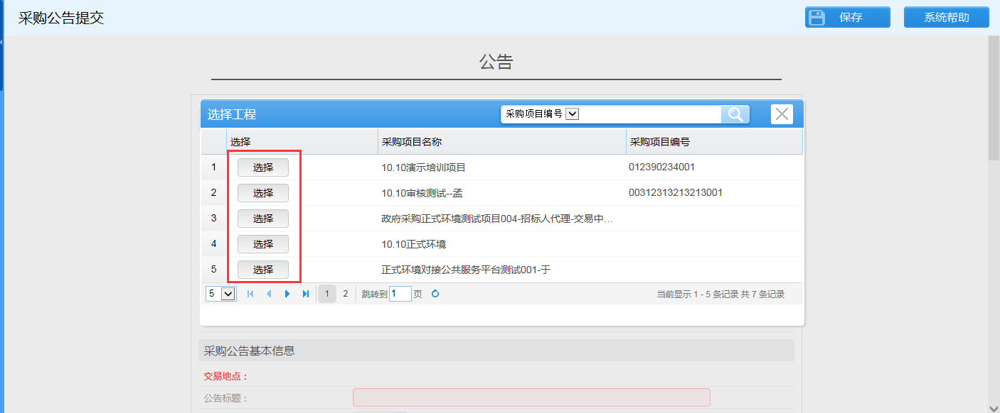 采购公告提交 保存 系统帮助
公告
选择工程 采购项目编号
选择 采购项目名称 采购项目编号
1 选择 10.10演示培训项目 012390234001
2 选择 10.10审核测试--孟 00312313213213001
3 选择 政府采购正式环境测试项目004-招标人代理-交易中...
4 选择 10.10正式环境
5 选择 正式环境对接公共服务平台测试001-于
5 1 2 跳转到 1 页 当前显示 1 - 5 条记录 共 7 条记录
采购公告基本信息
交易地点：
公告标题：